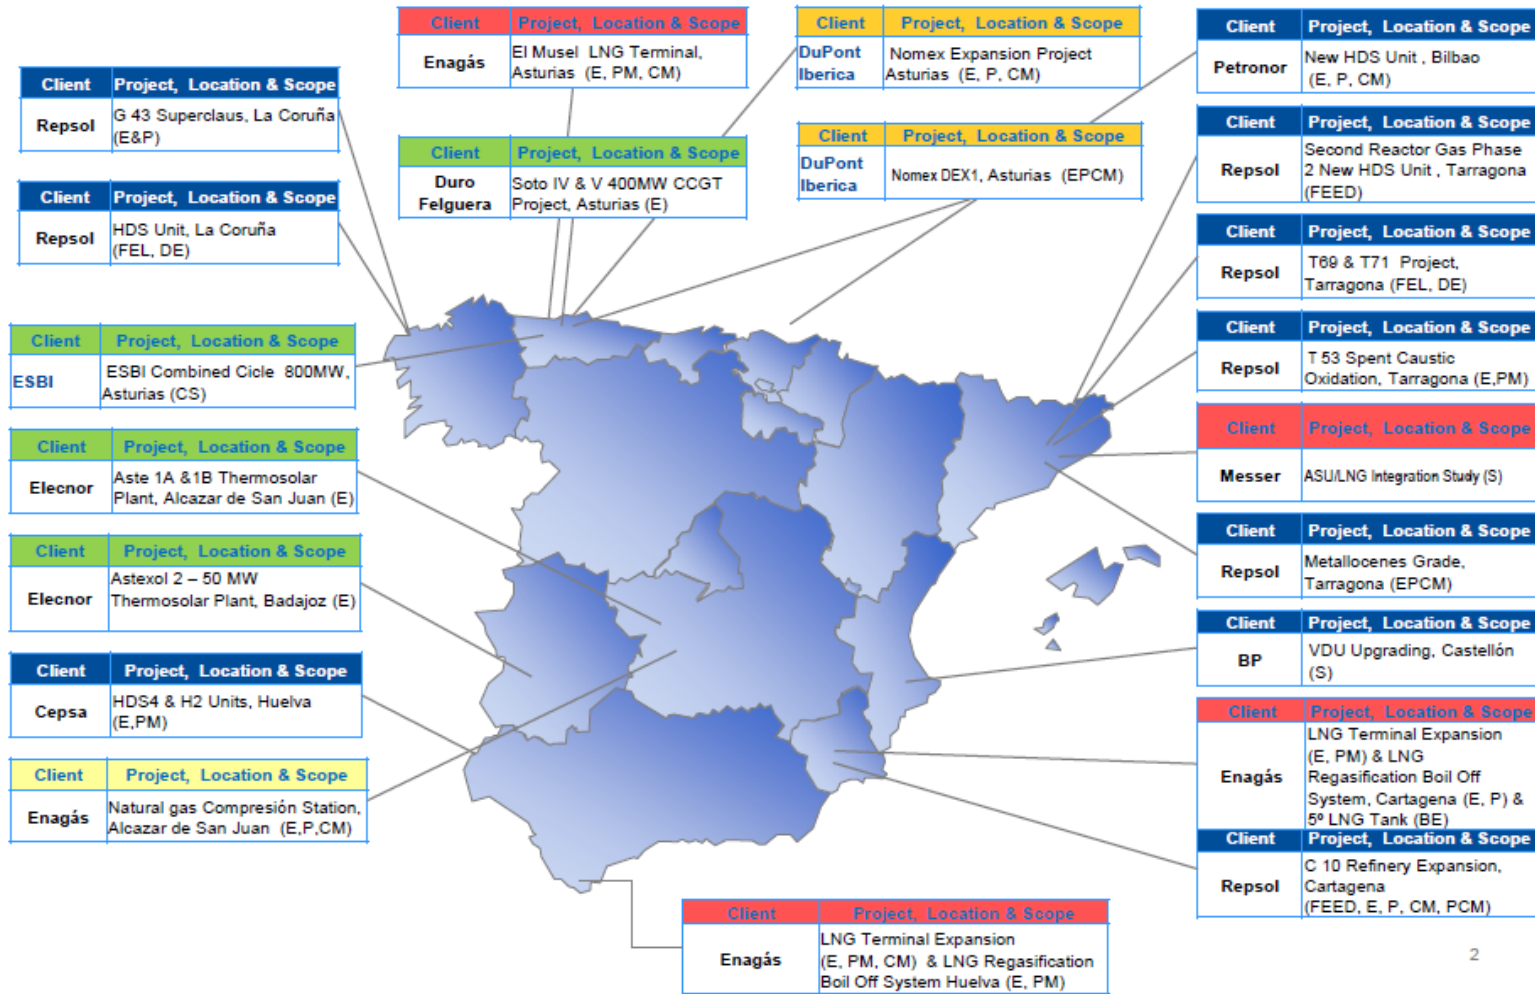 Client Project, Location & Scope
Enagás
El Musel LNG Terminal,
Asturias (E, PM, CM)
Client Project, Location & Scope
DuPont
Iberica
Nomex Expansion Project
Asturias (E, P, CM)
Client Project, Location & Scope
Petronor
New HDS Unit , Bilbao
(E, P, CM)
Client Project, Location & Scope
Repsol
G 43 Superclaus, La Coruña
(E&P)
Client Project, Location & Scope
Duro
Felguera
Soto IV & V 400MW CCGT
Project, Asturias (E)
Client Project, Location & Scope
DuPont
Iberica
Nomex DEX1, Asturias (EPCM)
Client Project, Location & Scope
Repsol
Second Reactor Gas Phase
2 New HDS Unit , Tarragona
(FEED)
Client Project, Location & Scope
Repsol
HDS Unit, La Coruña
(FEL, DE)
Client Project, Location & Scope
Repsol
T69 & T71 Project,
Tarragona (FEL, DE)
Client Project, Location & Scope
ESBI
ESBI Combined Cicle 800MW,
Asturias (CS)
Client Project, Location & Scope
Repsol
T 53 Spent Caustic
Oxidation, Tarragona (E,PM)
Client Project, Location & Scope
Elecnor
Aste 1A &1B Thermosolar
Plant, Alcazar de San Juan (E)
Client Project, Location & Scope
Messer
ASU/LNG Integration Study (S)
Client Project, Location & Scope
Elecnor
Astexol 2 – 50 MW
Thermosolar Plant, Badajoz (E)
Client Project, Location & Scope
Repsol
Metallocenes Grade,
Tarragona (EPCM)
Client Project, Location & Scope
Cepsa
HDS4 & H2 Units, Huelva
(E,PM)
Client Project, Location & Scope
BP
VDU Upgrading, Castellón
(S)
Client Project, Location & Scope
Enagás
Natural gas Compresión Station,
Alcazar de San Juan (E,P,CM)
Client Project, Location & Scope
Enagás
LNG Terminal Expansion
(E, PM) & LNG
Regasification Boil Off
System, Cartagena (E, P) &
5º LNG Tank (BE)
Client Project, Location & Scope
Repsol
C 10 Refinery Expansion,
Cartagena
(FEED, E, P, CM, PCM)
Client Project, Location & Scope
Enagás
LNG Terminal Expansion
(E, PM, CM) & LNG Regasification
Boil Off System Huelva (E, PM)
2